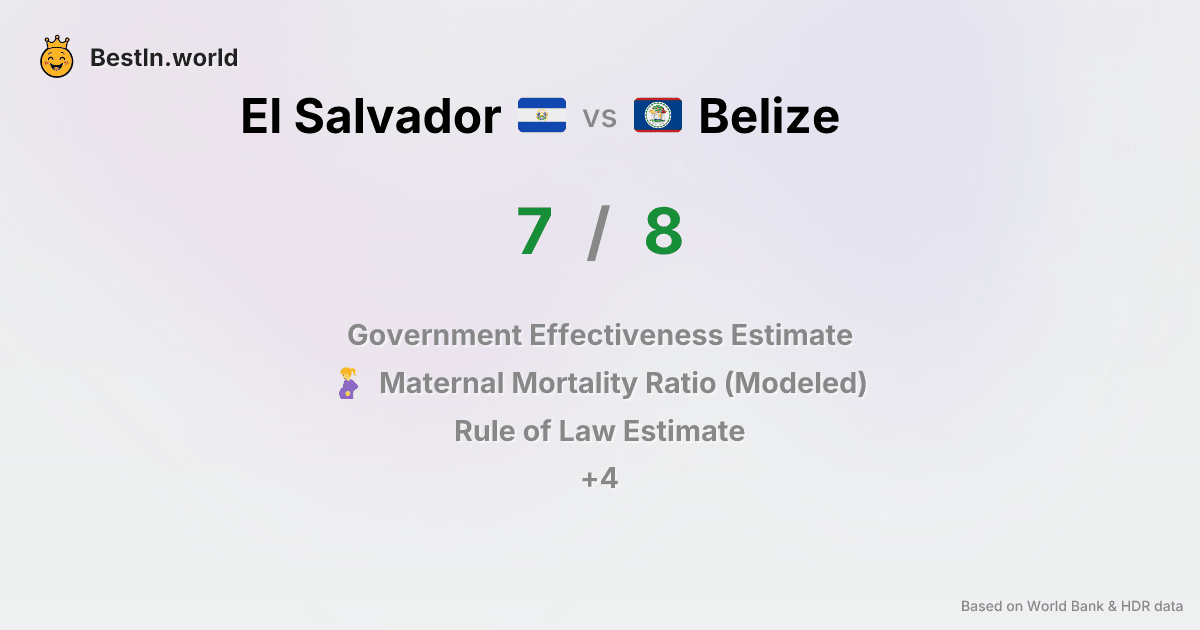 BestIn.world
El Salvador vs Belize
7 / 8
Government Effectiveness Estimate
Maternal Mortality Ratio (Modeled)
Rule of Law Estimate
+4
Based on World Bank & HDR data